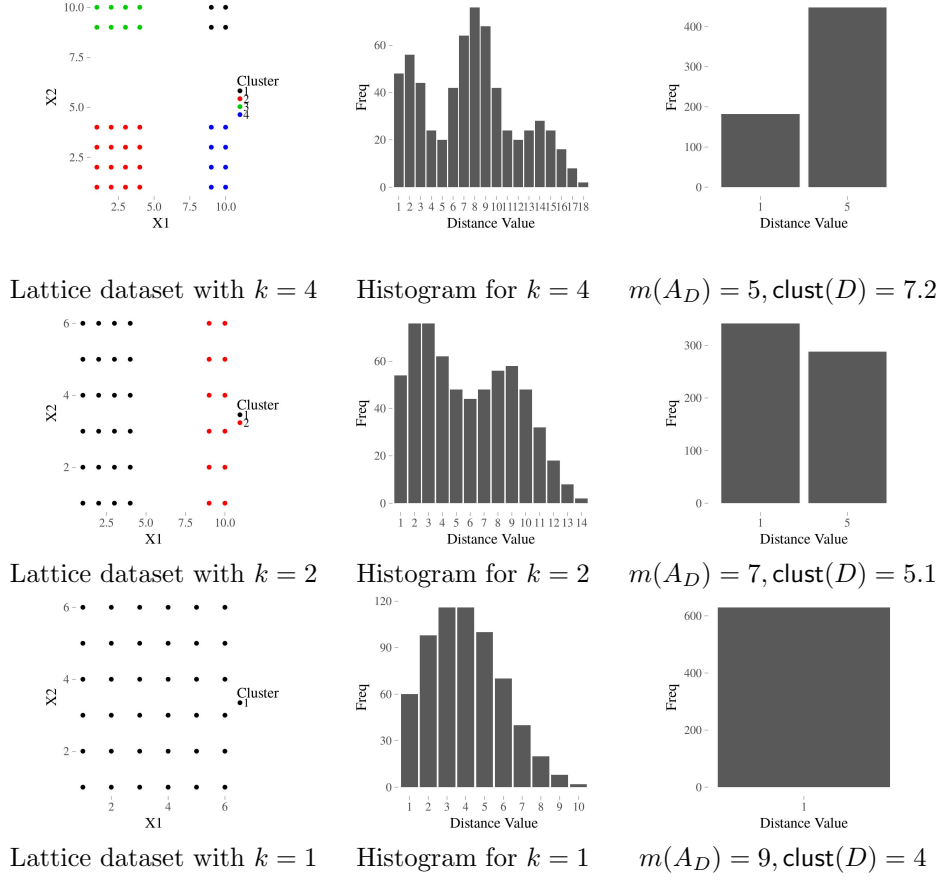 10.0
7.5
5.0
2.5
X2
2.5 5.0 7.5 10.0
X1
Cluster
1
2
3
4
60
40
20
0
Freq
1 2 3 4 5 6 7 8 9 10 11 12 13 14 15 16 17 18
Distance Value
400
300
200
100
0
Freq
1 5
Distance Value
Lattice dataset with k = 4 Histogram for k = 4 m(A_D) = 5, clust(D) = 7.2
6
4
2
X2
2.5 5.0 7.5 10.0
X1
Cluster
1
2
60
40
20
0
Freq
1 2 3 4 5 6 7 8 9 10 11 12 13 14
Distance Value
300
200
100
0
Freq
1 5
Distance Value
Lattice dataset with k = 2 Histogram for k = 2 m(A_D) = 7, clust(D) = 5.1
6
4
2
X2
2 4 6
X1
Cluster
1
120
90
60
30
0
Freq
1 2 3 4 5 6 7 8 9 10
Distance Value
600
400
200
0
Freq
1
Distance Value
Lattice dataset with k = 1 Histogram for k = 1 m(A_D) = 9, clust(D) = 4